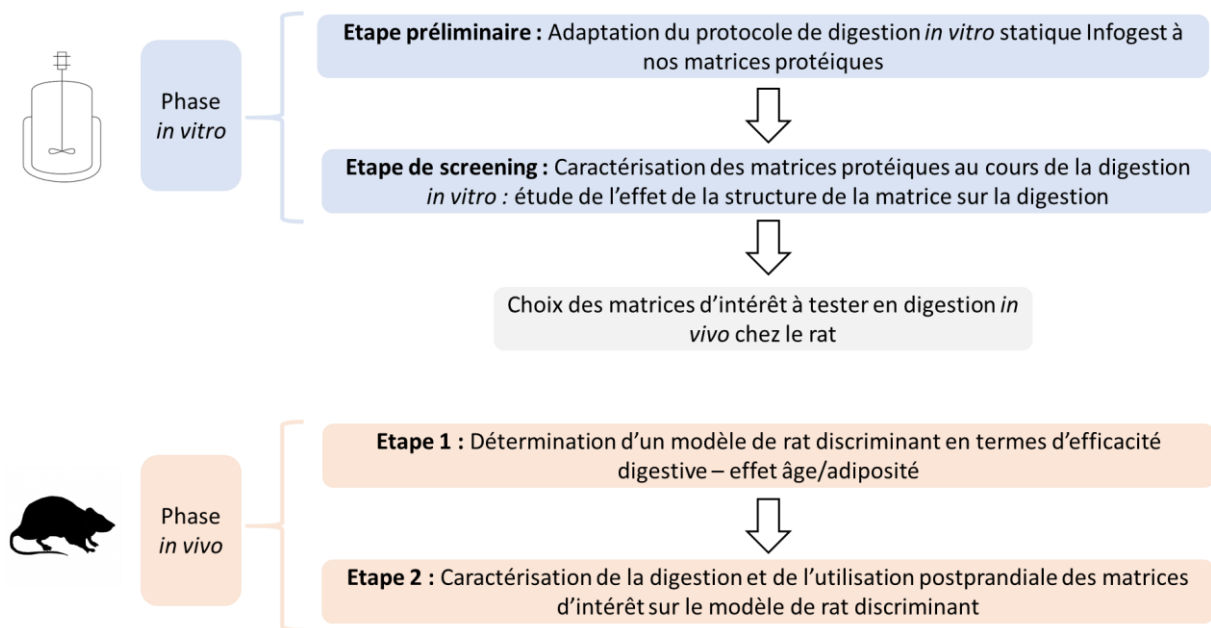 Etape préliminaire : Adaptation du protocole de digestion in vitro statique Infogest à
nos matrices protéiques
Phase
in vitro
Etape de screening : Caractérisation des matrices protéiques au cours de la digestion
in vitro : étude de l’effet de la structure de la matrice sur la digestion
Choix des matrices d’intérêt à tester en digestion in
vivo chez le rat
Etape 1 : Détermination d’un modèle de rat discriminant en termes d’efficacité
digestive – effet âge/adiposité
Phase
in vivo
Etape 2 : Caractérisation de la digestion et de l’utilisation postprandiale des matrices
d’intérêt sur le modèle de rat discriminant